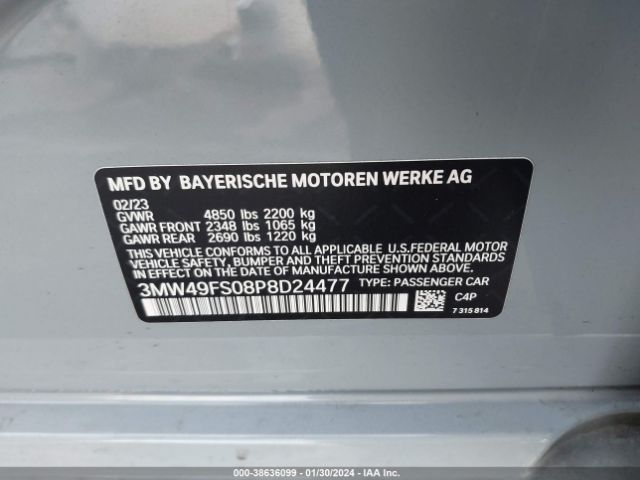 MFD BY BAYERISCHE MOTOREN WERKE AG
02/23
GVWR 4850 lbs 2200 kg
GAWR FRONT 2348 lbs 1065 kg
GAWR REAR 2690 lbs 1220 kg
THIS VEHICLE CONFORMS TO ALL APPLICABLE U.S.FEDERAL MOTOR
VEHICLE SAFETY, BUMPER AND THEFT PREVENTION STANDARDS
IN EFFECT ON THE DATE OF MANUFACTURE SHOWN ABOVE.
3MW49FS08P8D24477 TYPE: PASSENGER CAR
C4P
7 315 814
000-38636099 — 01/30/2024 — IAAI.COM